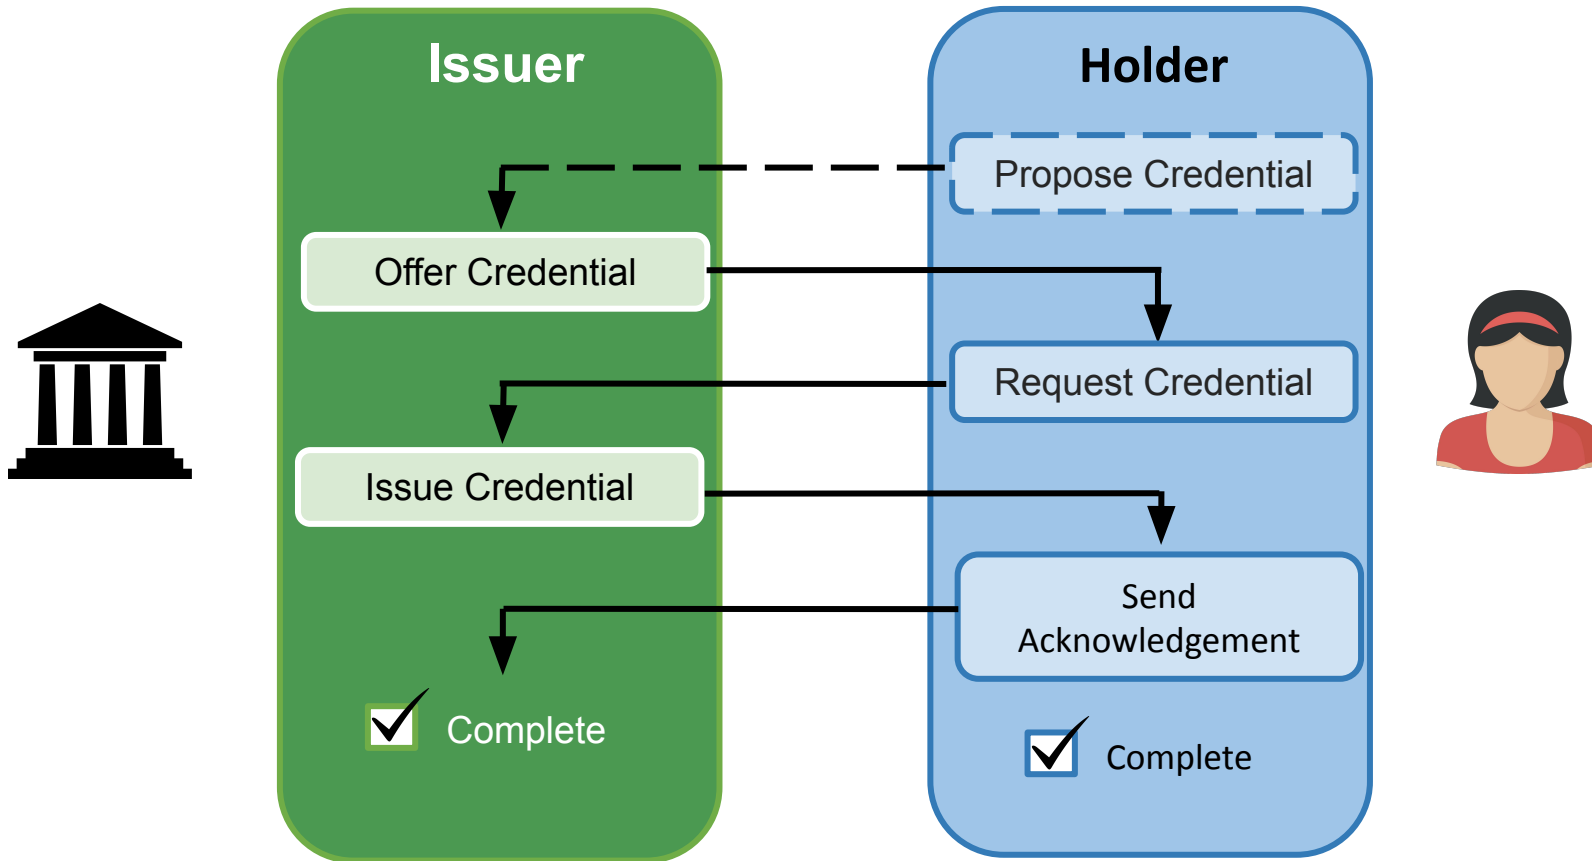 Issuer
Holder
Propose Credential
Offer Credential
Request Credential
Issue Credential
Send
Acknowledgement
Complete
Complete